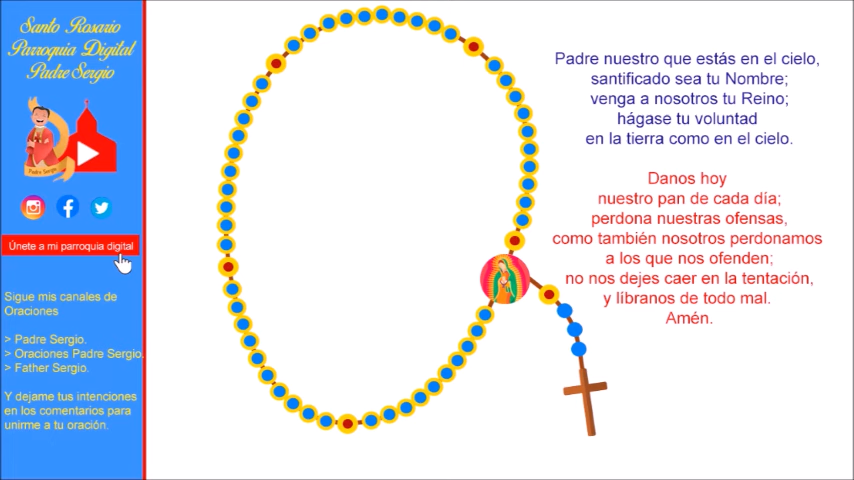 Santo Rosario
Parroquia Digital
Padre Sergio
Padre Sergio
Únete a mi parroquia digital
Sigue mis canales de
Oraciones
> Padre Sergio.
> Oraciones Padre Sergio.
> Father Sergio.
Y dejame tus intenciones
en los comentarios para
unirme a tu oración.
Padre nuestro que estás en el cielo,
santificado sea tu Nombre;
venga a nosotros tu Reino;
hágase tu voluntad
en la tierra como en el cielo.
Danos hoy
nuestro pan de cada día;
perdona nuestras ofensas,
como también nosotros perdonamos
a los que nos ofenden;
no nos dejes caer en la tentación,
y líbranos de todo mal.
Amén.